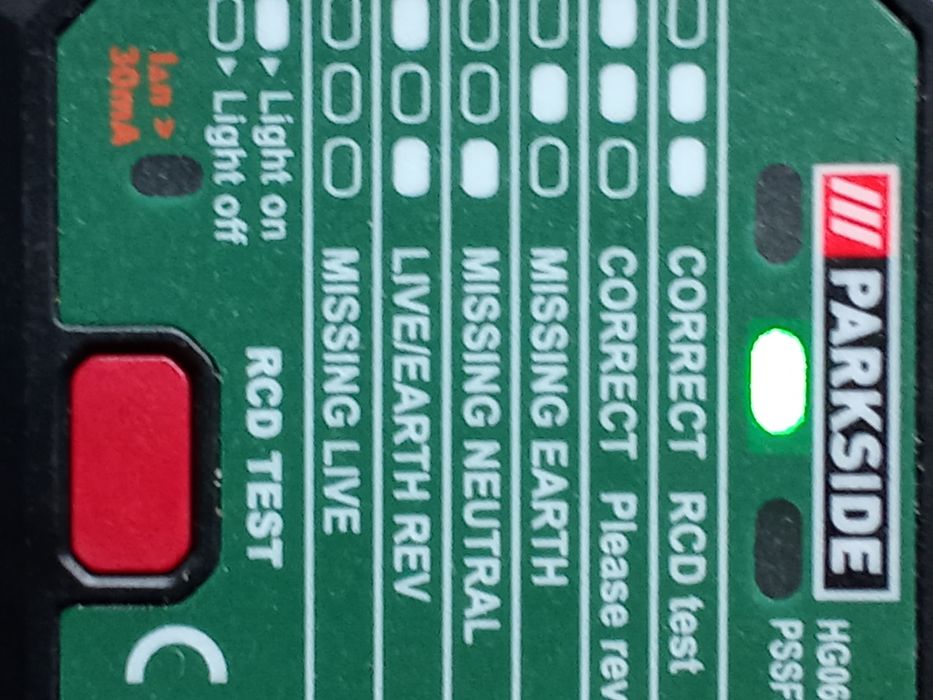 PARKSIDE
CORRECT RCD test
CORRECT Please rev
MISSING EARTH
MISSING NEUTRAL
LIVE/EARTH REV
MISSING LIVE
Light on
Light off
RCD TEST
IΔn >
30mA